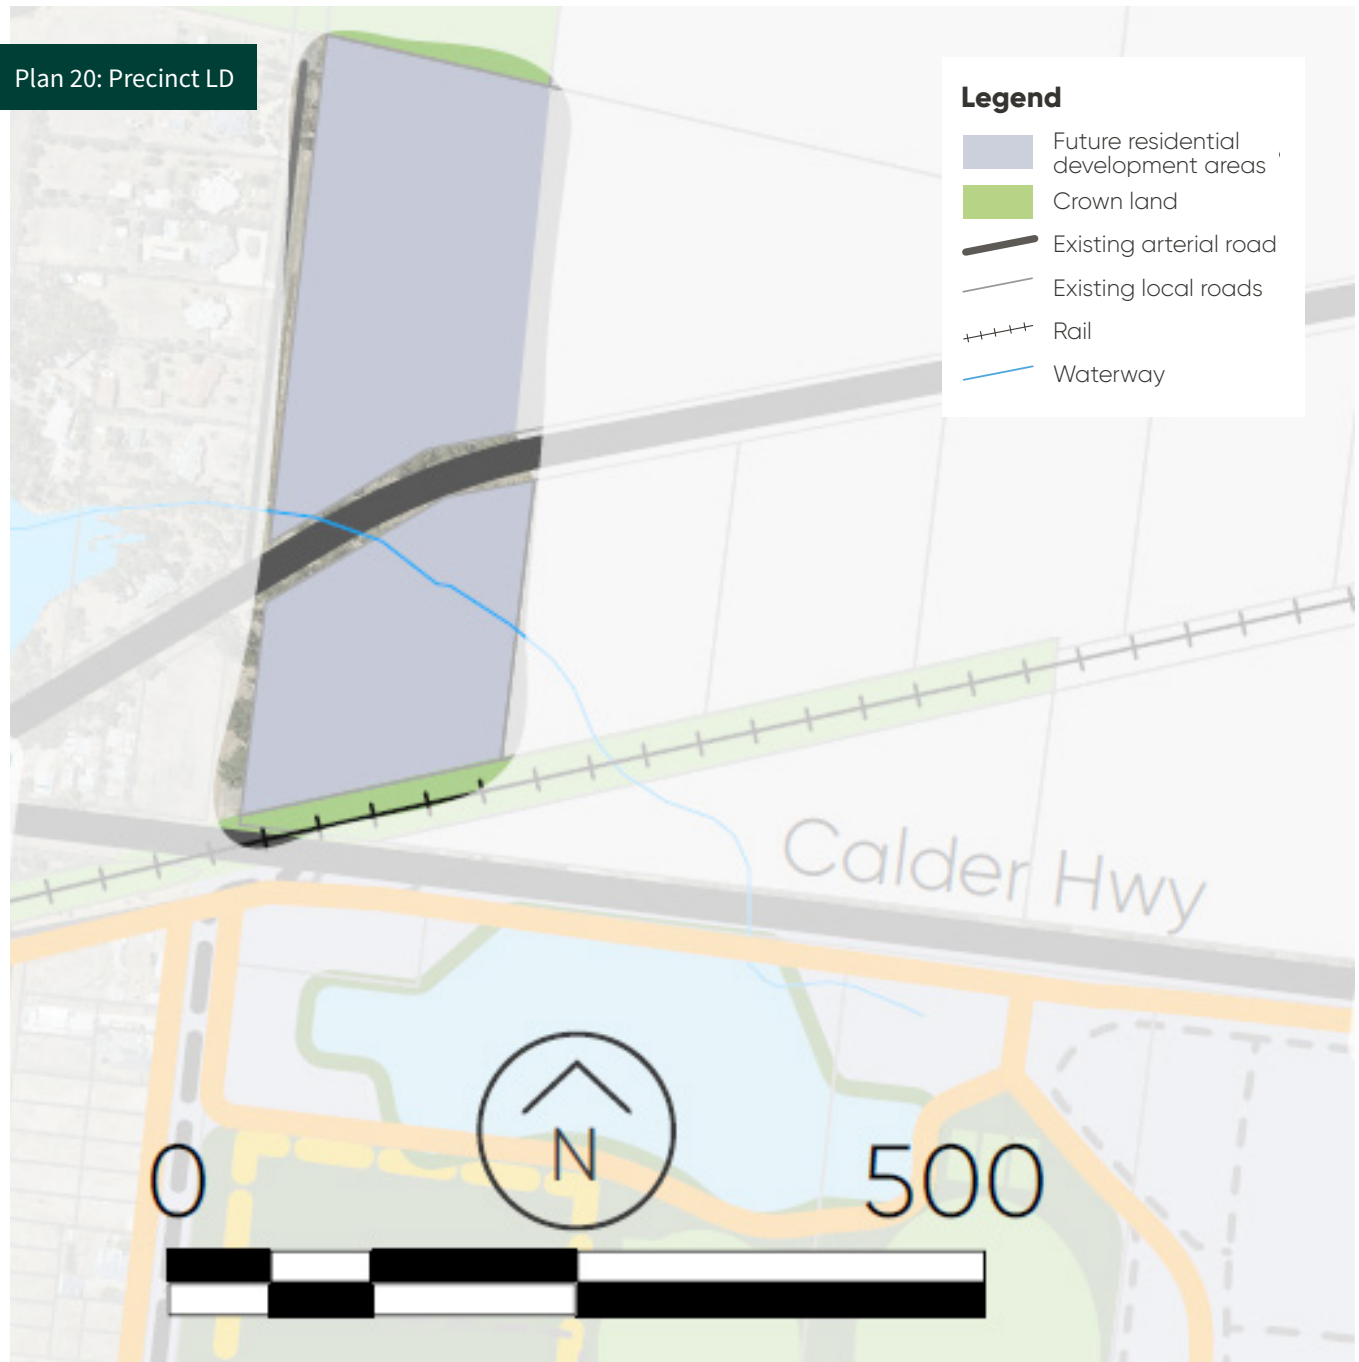 Plan 20: Precinct LD
Legend
Future residential
development areas
Crown land
Existing arterial road
Existing local roads
Rail
Waterway
Calder Hwy
N
0
500